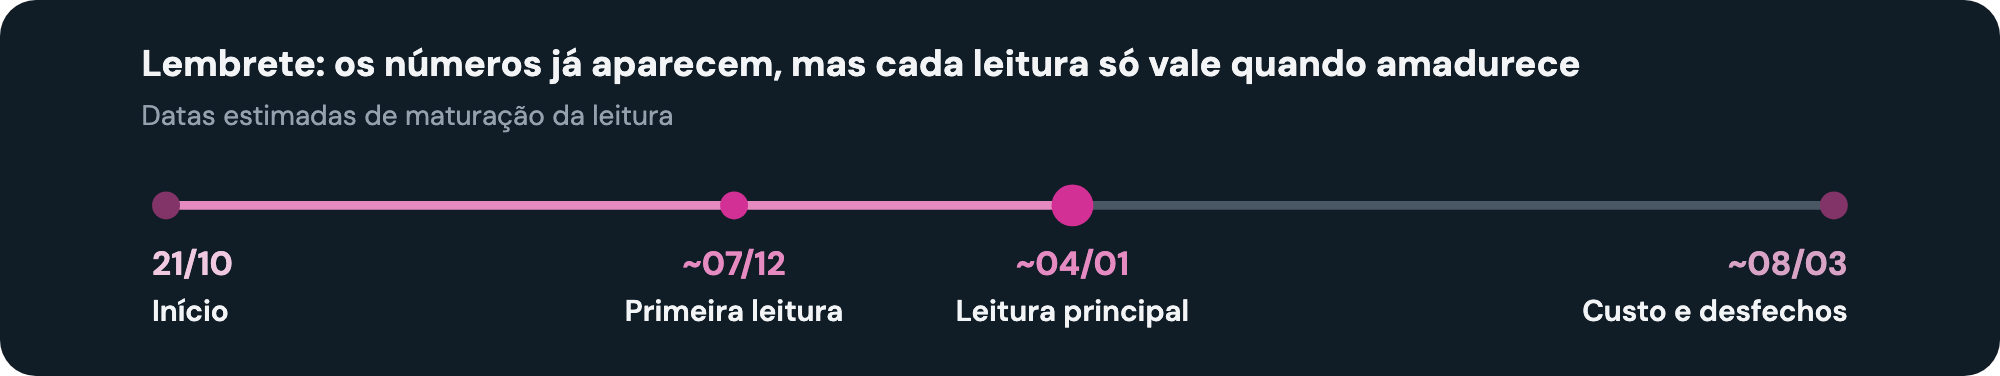 Lembrete: os números já aparecem, mas cada leitura só vale quando amadurece
Datas estimadas de maturação da leitura
21/10
Início
~07/12
Primeira leitura
~04/01
Leitura principal
~08/03
Custo e desfechos